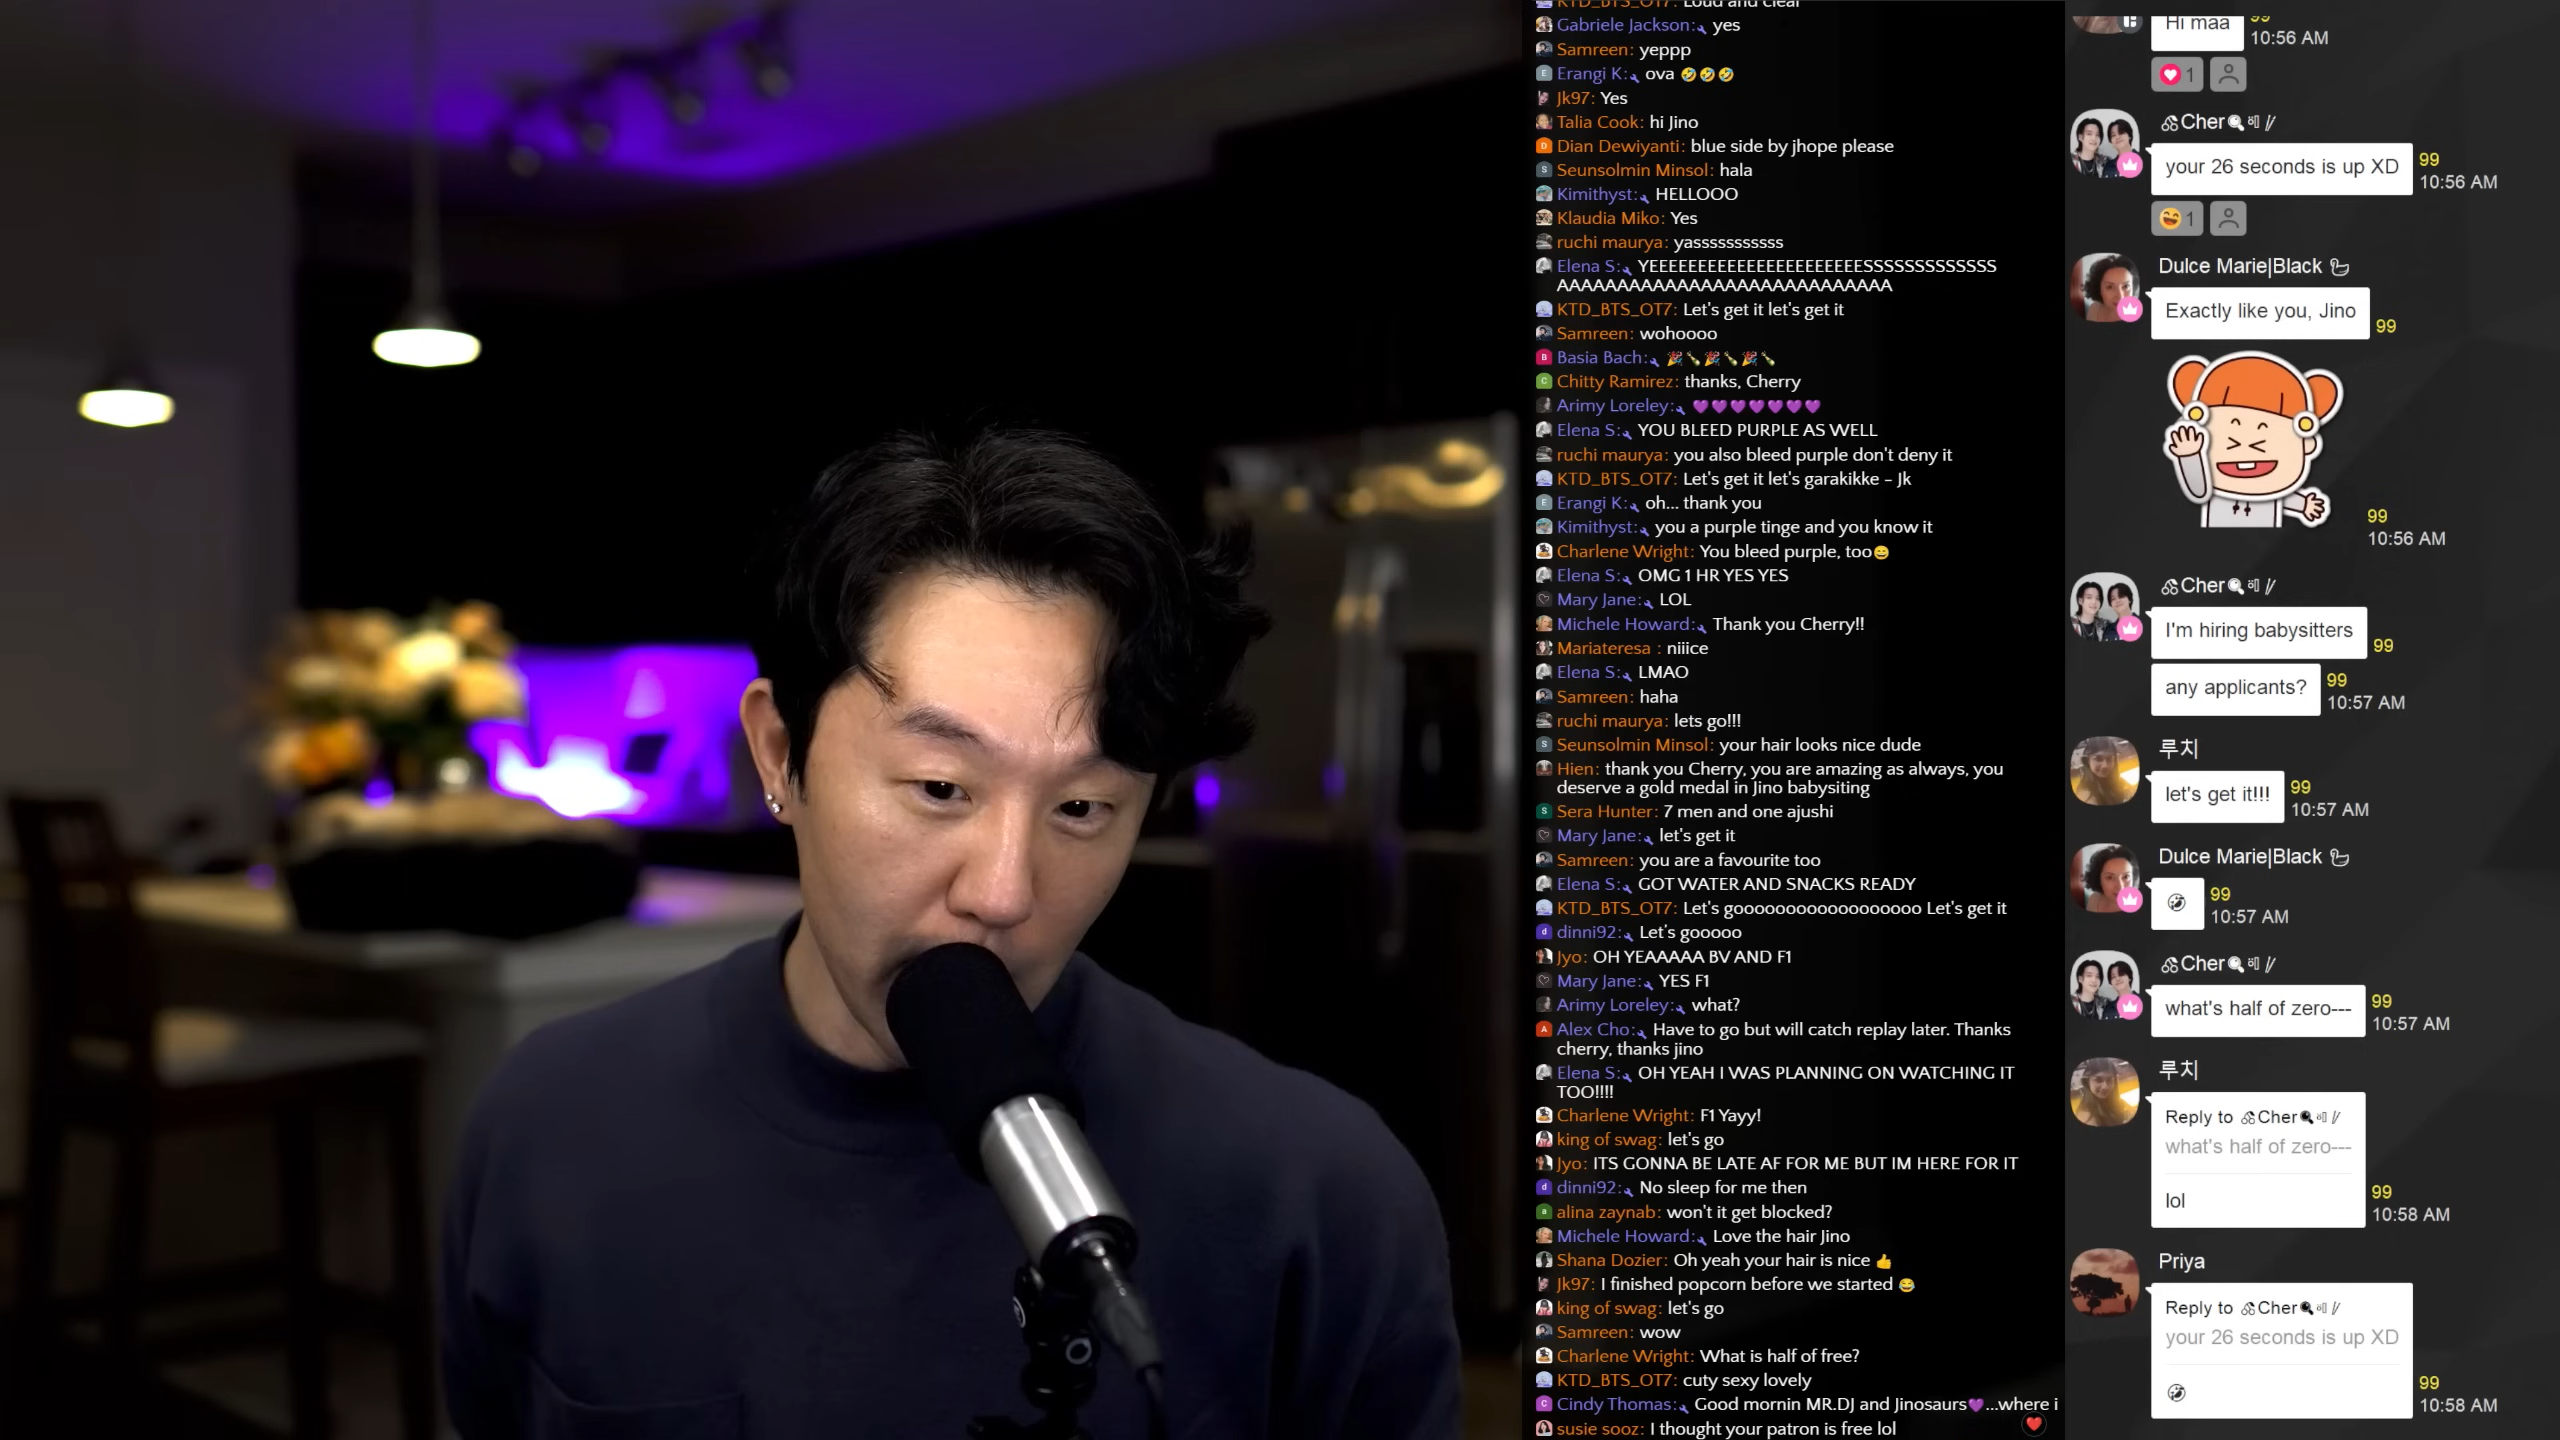 KTD_BTS_OT7: Loud and clear
Gabriele Jackson: yes
Samreen: yeppp
Erangi K: ova 🤣🤣🤣
Jk97: Yes
Talia Cook: hi Jino
Dian Dewiyanti: blue side by jhope please
Seunsolmin Minsol: hala
Kimithyst: HELLOOO
Klaudia Miko: Yes
ruchi maurya: yasssssssssss
Elena S: YEEEEEEEEEEEEEEEEEEEEEESSSSSSSSSSSSS
AAAAAAAAAAAAAAAAAAAAAAAAAAAA
KTD_BTS_OT7: Let's get it let's get it
Samreen: wohoooo
Basia Bach: 🎉🍾🎉🍾🎉🍾
Chitty Ramirez: thanks, Cherry
Arimy Loreley: 💜💜💜💜💜💜💜
Elena S: YOU BLEED PURPLE AS WELL
ruchi maurya: you also bleed purple don't deny it
KTD_BTS_OT7: Let's get it let's garakikke - Jk
Erangi K: oh... thank you
Kimithyst: you a purple tinge and you know it
Charlene Wright: You bleed purple, too😄
Elena S: OMG 1 HR YES YES
Mary Jane: LOL
Michele Howard: Thank you Cherry!!
Mariateresa : niiice
Elena S: LMAO
Samreen: haha
ruchi maurya: lets go!!!
Seunsolmin Minsol: your hair looks nice dude
Hien: thank you Cherry, you are amazing as always, you
deserve a gold medal in Jino babysiting
Sera Hunter: 7 men and one ajushi
Mary Jane: let's get it
Samreen: you are a favourite too
Elena S: GOT WATER AND SNACKS READY
KTD_BTS_OT7: Let's goooooooooooooooooo Let's get it
dinni92: Let's gooooo
Jyo: OH YEAAAAA BV AND F1
Mary Jane: YES F1
Arimy Loreley: what?
Alex Cho: Have to go but will catch replay later. Thanks
cherry, thanks jino
Elena S: OH YEAH I WAS PLANNING ON WATCHING IT
TOO!!!!
Charlene Wright: F1 Yayy!
king of swag: let's go
Jyo: ITS GONNA BE LATE AF FOR ME BUT IM HERE FOR IT
dinni92: No sleep for me then
alina zaynab: won't it get blocked?
Michele Howard: Love the hair Jino
Shana Dozier: Oh yeah your hair is nice 👍
Jk97: I finished popcorn before we started 😂
king of swag: let's go
Samreen: wow
Charlene Wright: What is half of free?
KTD_BTS_OT7: cuty sexy lovely
Cindy Thomas: Good mornin MR.DJ and Jinosaurs💜...where i
susie sooz: I thought your patron is free lol
Hi maa
99
10:56 AM
1
Cher
your 26 seconds is up XD
99
10:56 AM
1
Dulce Marie|Black
Exactly like you, Jino
99
99
10:56 AM
Cher
I'm hiring babysitters
99
any applicants?
99
10:57 AM
루치
let's get it!!!
99
10:57 AM
Dulce Marie|Black
🤣
99
10:57 AM
Cher
what's half of zero---
99
10:57 AM
루치
Reply to Cher
what's half of zero---
lol
99
10:58 AM
Priya
Reply to Cher
your 26 seconds is up XD
🤣
99
10:58 AM